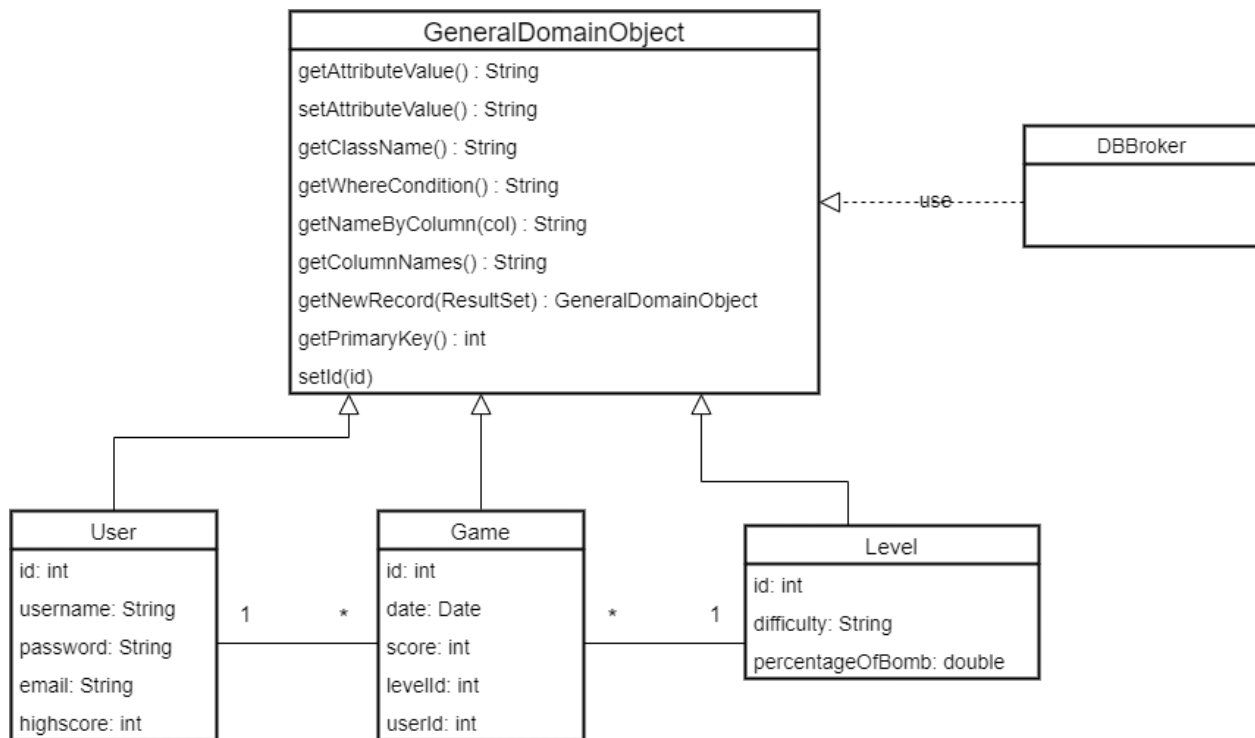 GeneralDomainObject
getAttributeValue() : String
setAttributeValue() : String
getClassName() : String
getWhereCondition() : String
getNameByColumn(col) : String
getColumnNames() : String
getNewRecord(ResultSet) : GeneralDomainObject
getPrimaryKey() : int
setId(id)
DBBroker
use
User
id: int
username: String
password: String
email: String
highscore: int
1
*
Game
id: int
date: Date
score: int
levelId: int
userId: int
*
1
Level
id: int
difficulty: String
percentageOfBomb: double